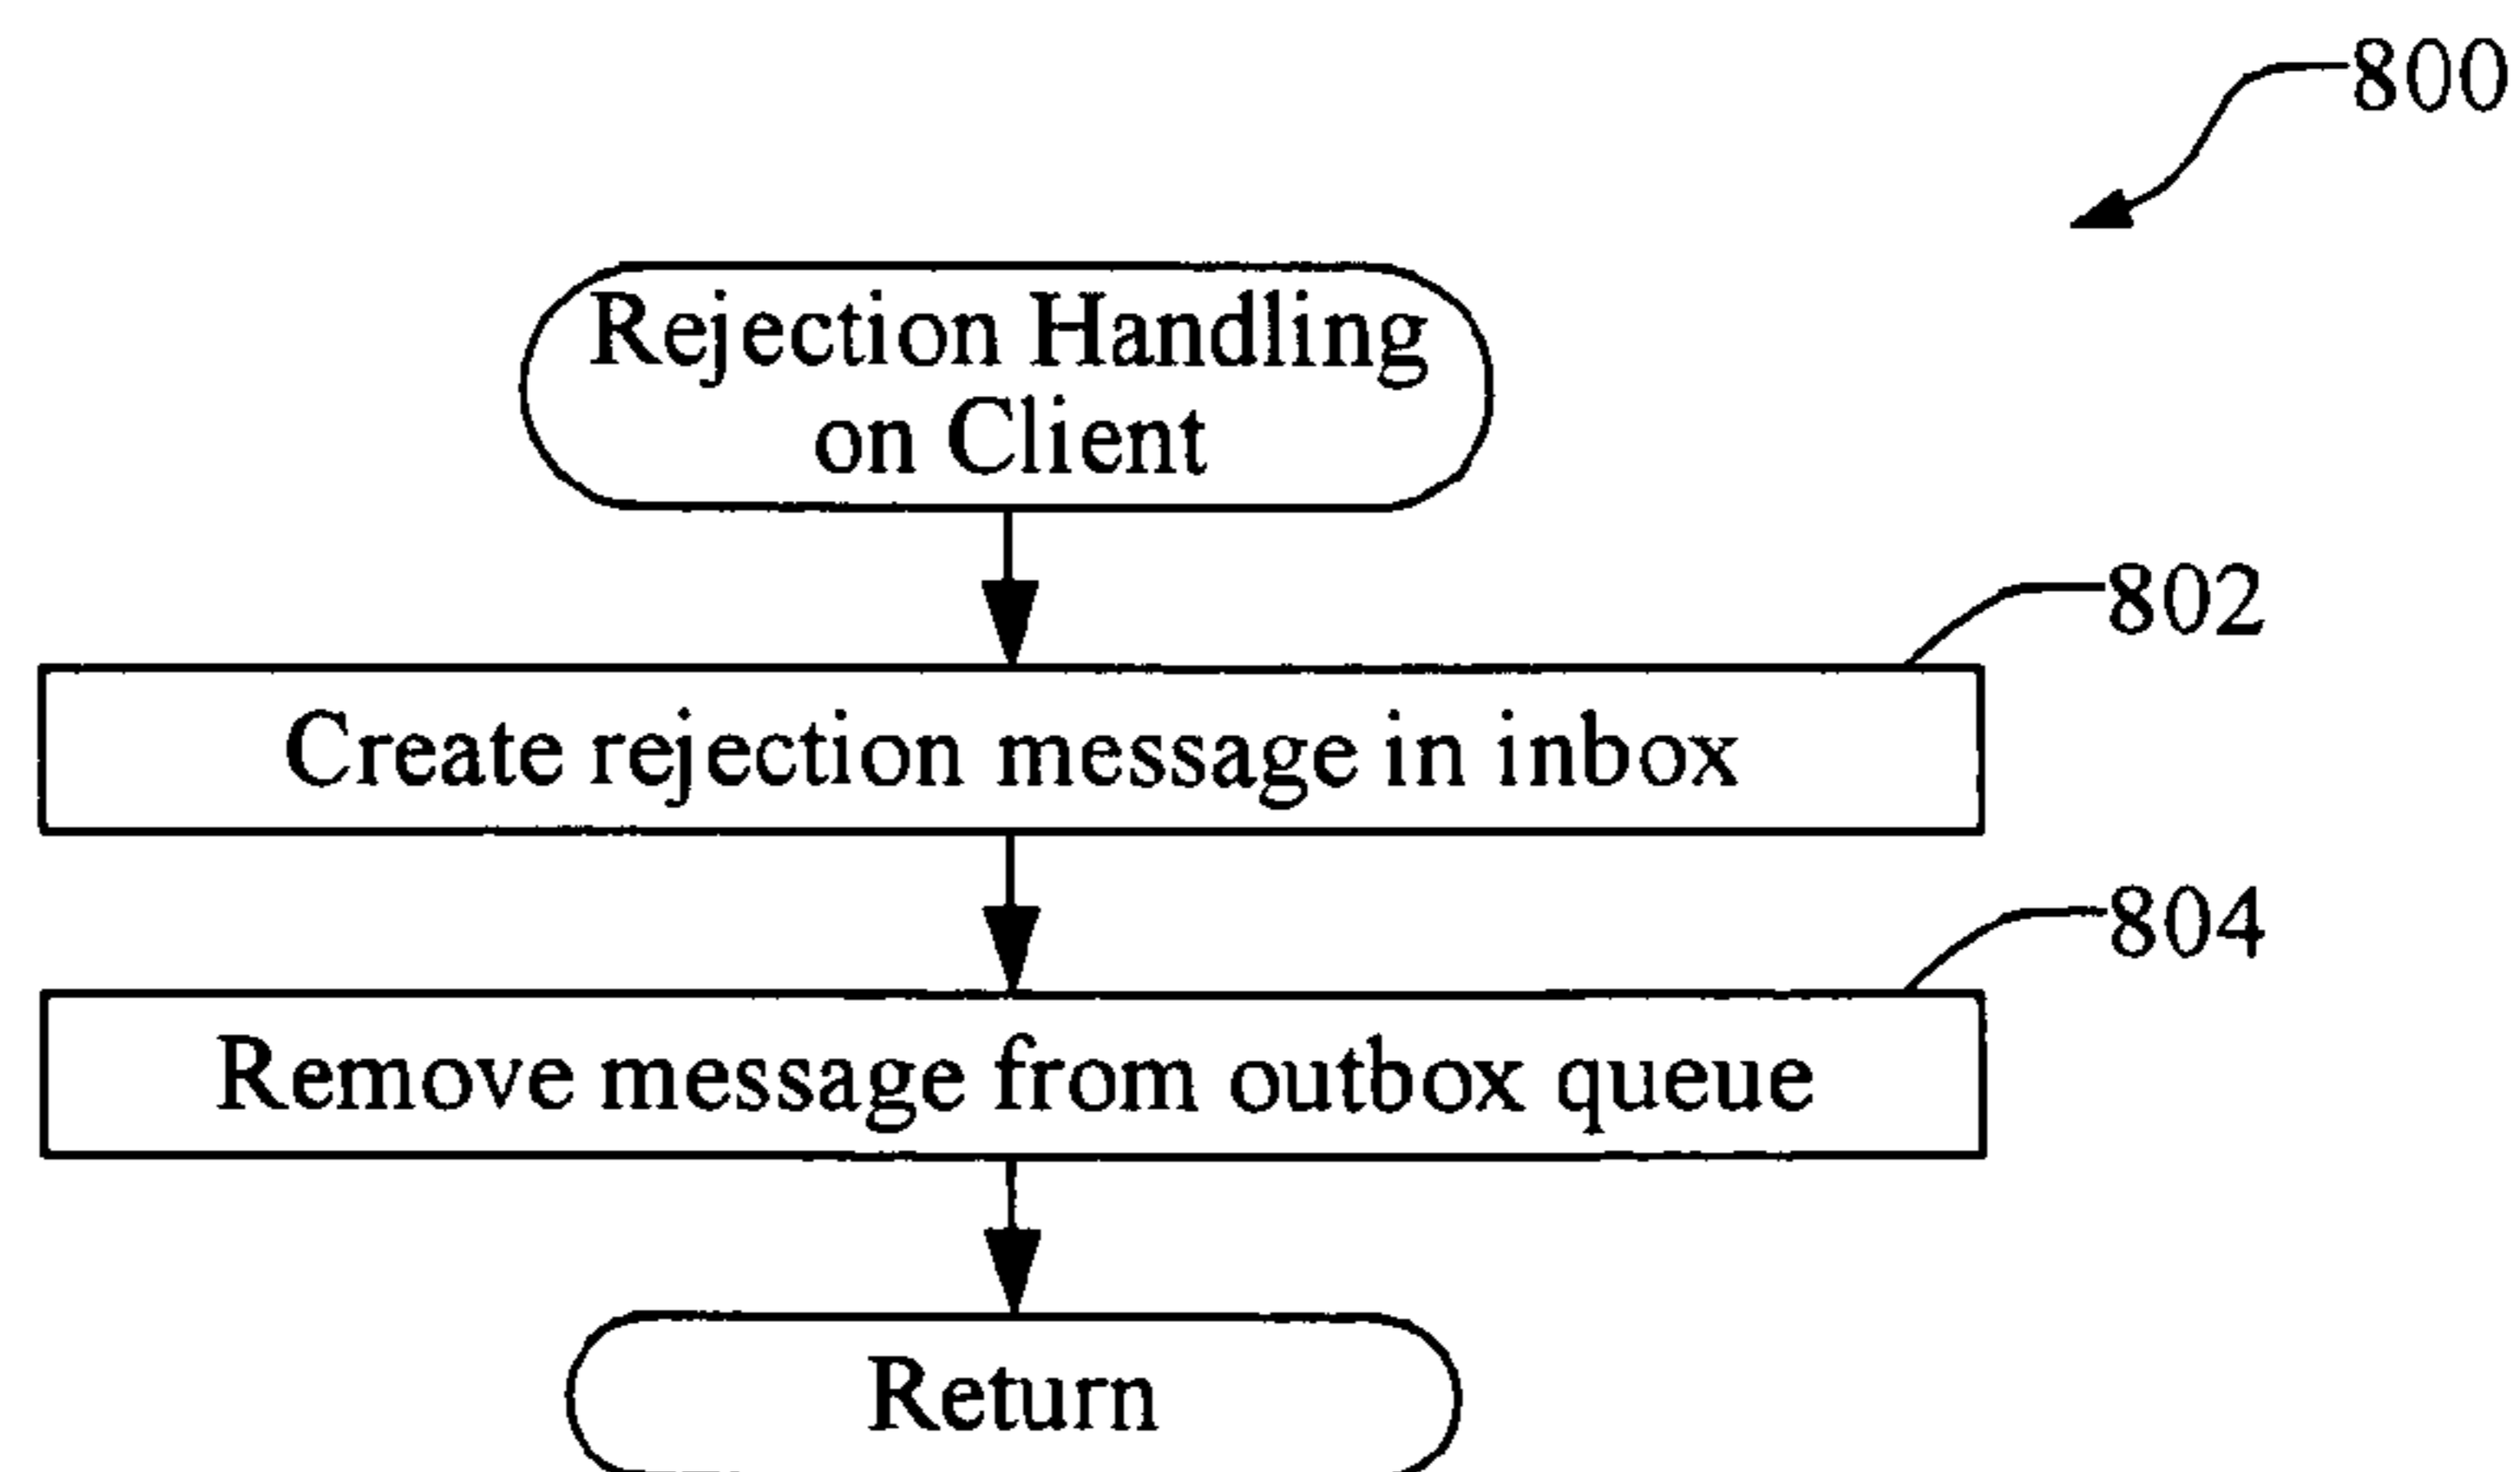 800
Rejection Handling
on Client
802
Create rejection message in inbox
804
Remove message from outbox queue
Return